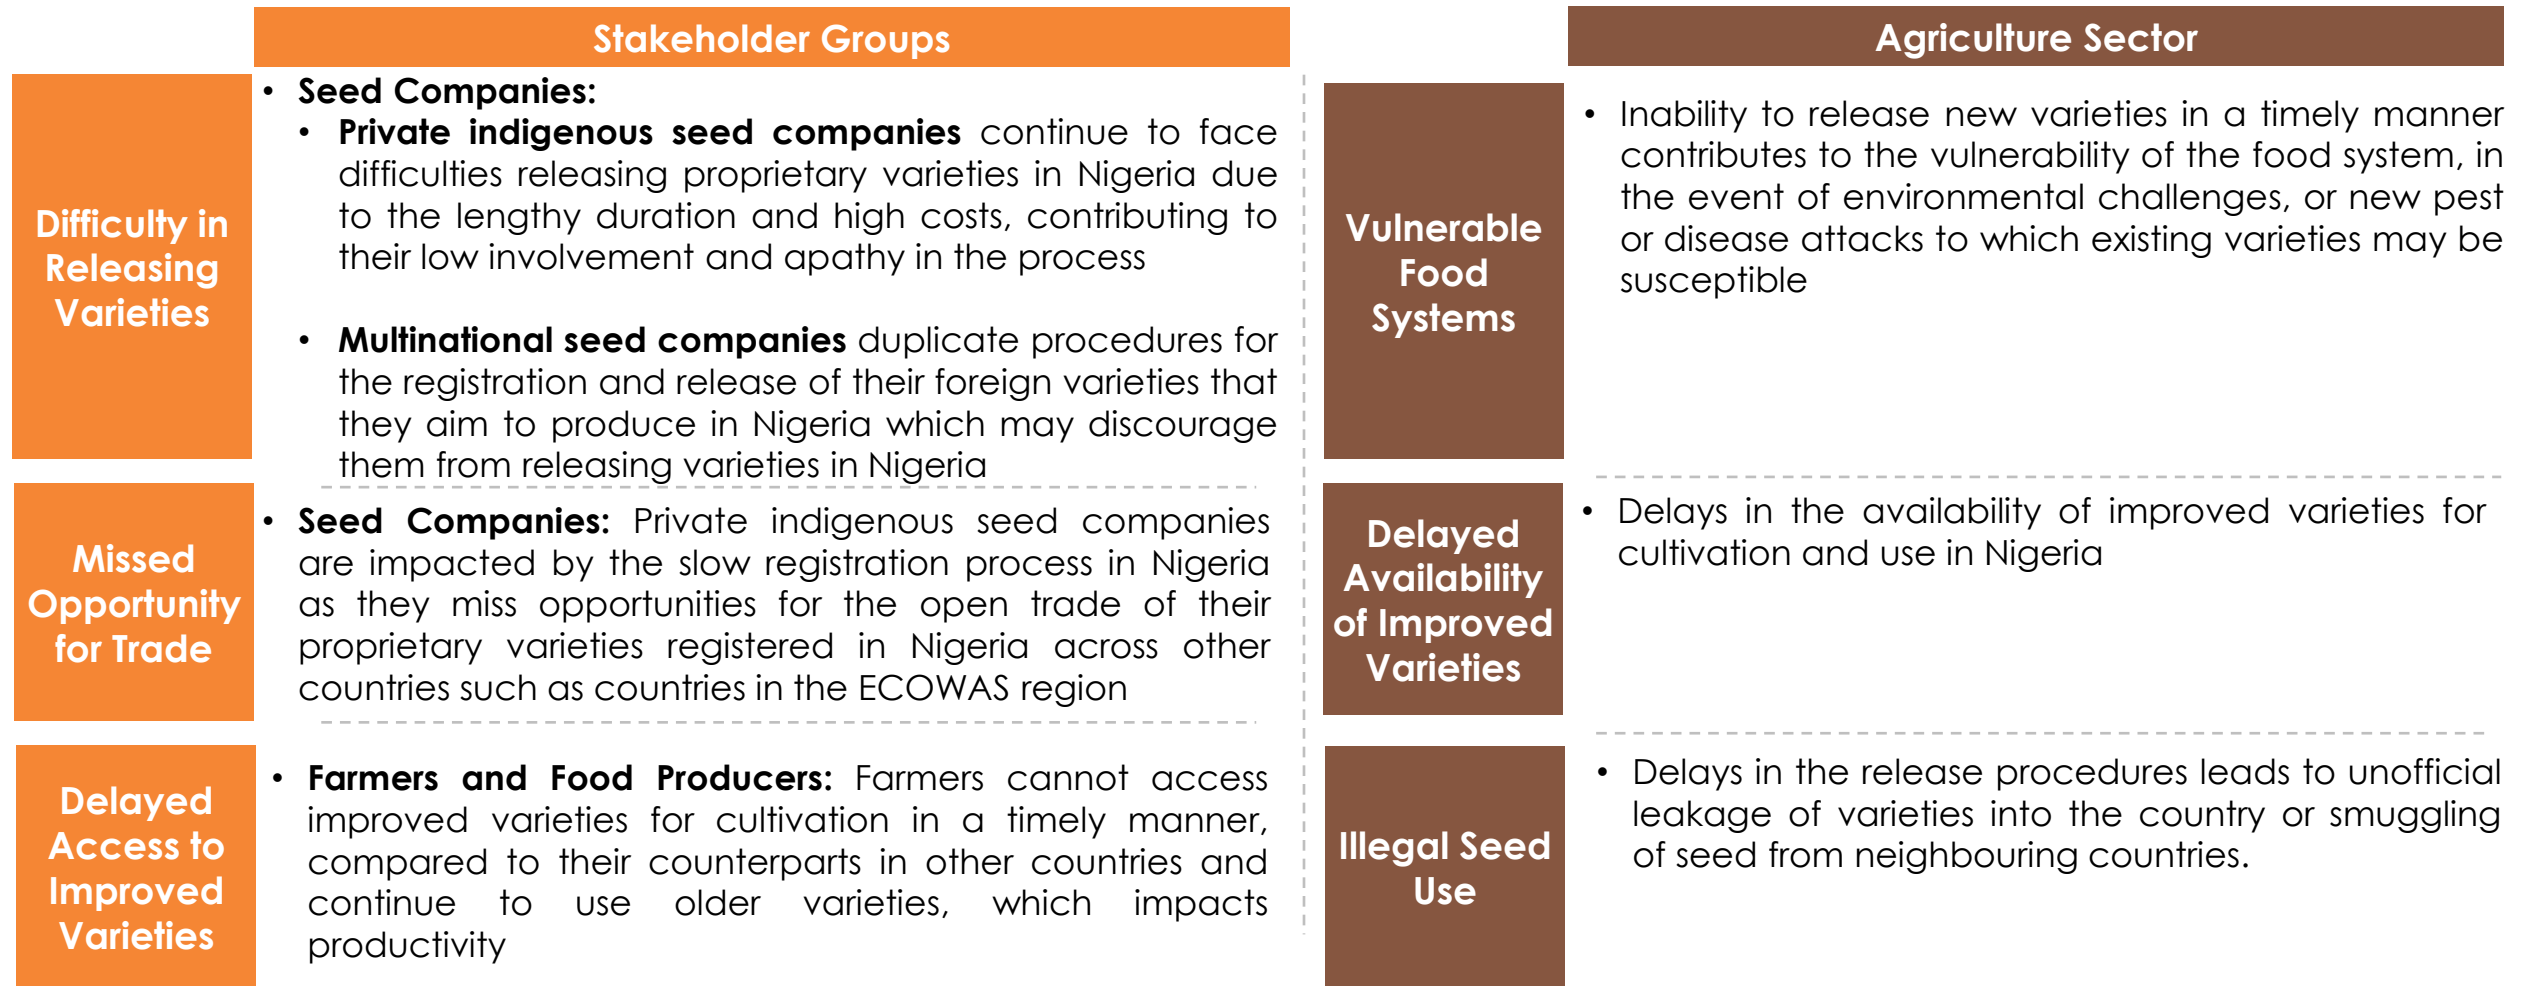 Stakeholder Groups
Difficulty in
Releasing
Varieties
• Seed Companies:
• Private indigenous seed companies continue to face
difficulties releasing proprietary varieties in Nigeria due
to the lengthy duration and high costs, contributing to
their low involvement and apathy in the process
• Multinational seed companies duplicate procedures for
the registration and release of their foreign varieties that
they aim to produce in Nigeria which may discourage
them from releasing varieties in Nigeria
Missed
Opportunity
for Trade
• Seed Companies: Private indigenous seed companies
are impacted by the slow registration process in Nigeria
as they miss opportunities for the open trade of their
proprietary varieties registered in Nigeria across other
countries such as countries in the ECOWAS region
Delayed
Access to
Improved
Varieties
• Farmers and Food Producers: Farmers cannot access
improved varieties for cultivation in a timely manner,
compared to their counterparts in other countries and
continue to use older varieties, which impacts
productivity
Agriculture Sector
Vulnerable
Food
Systems
• Inability to release new varieties in a timely manner
contributes to the vulnerability of the food system, in
the event of environmental challenges, or new pest
or disease attacks to which existing varieties may be
susceptible
Delayed
Availability
of Improved
Varieties
• Delays in the availability of improved varieties for
cultivation and use in Nigeria
Illegal Seed
Use
• Delays in the release procedures leads to unofficial
leakage of varieties into the country or smuggling
of seed from neighbouring countries.